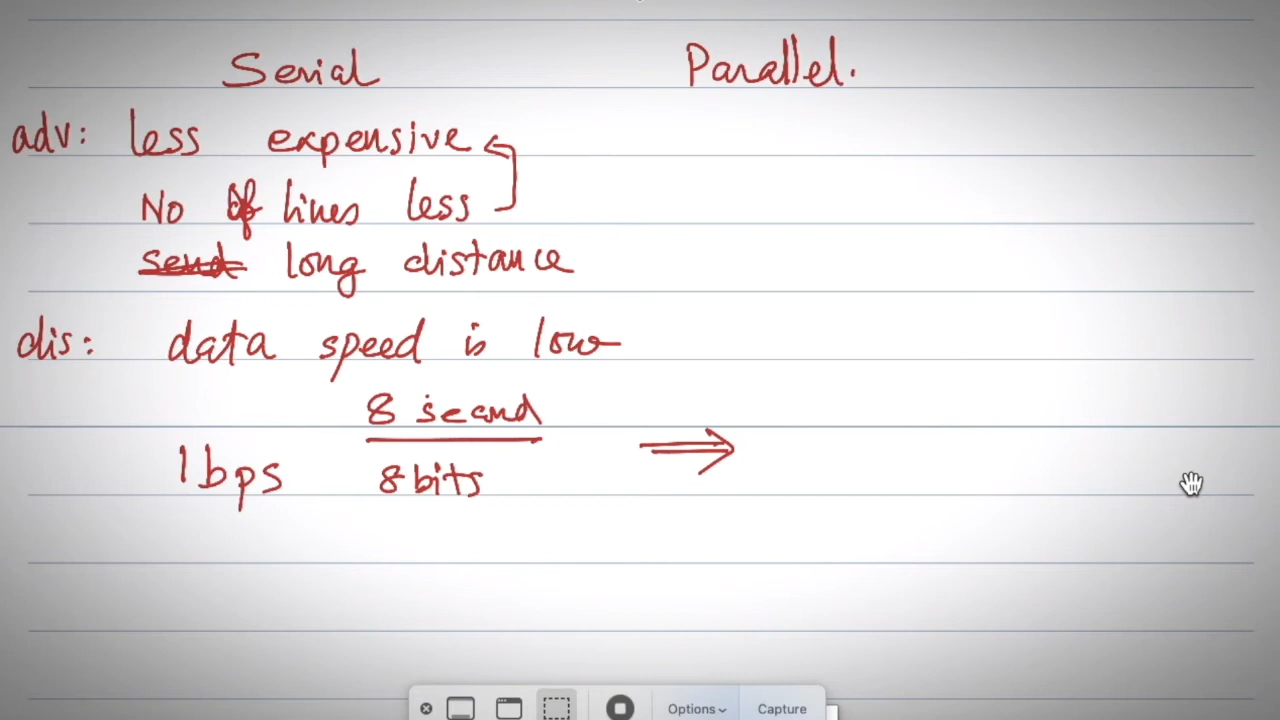 Serial Parallel.
adv: less expensive
No of lines less
send long distance
dis: data speed is low
8 second
1bps 8bits
Options Capture